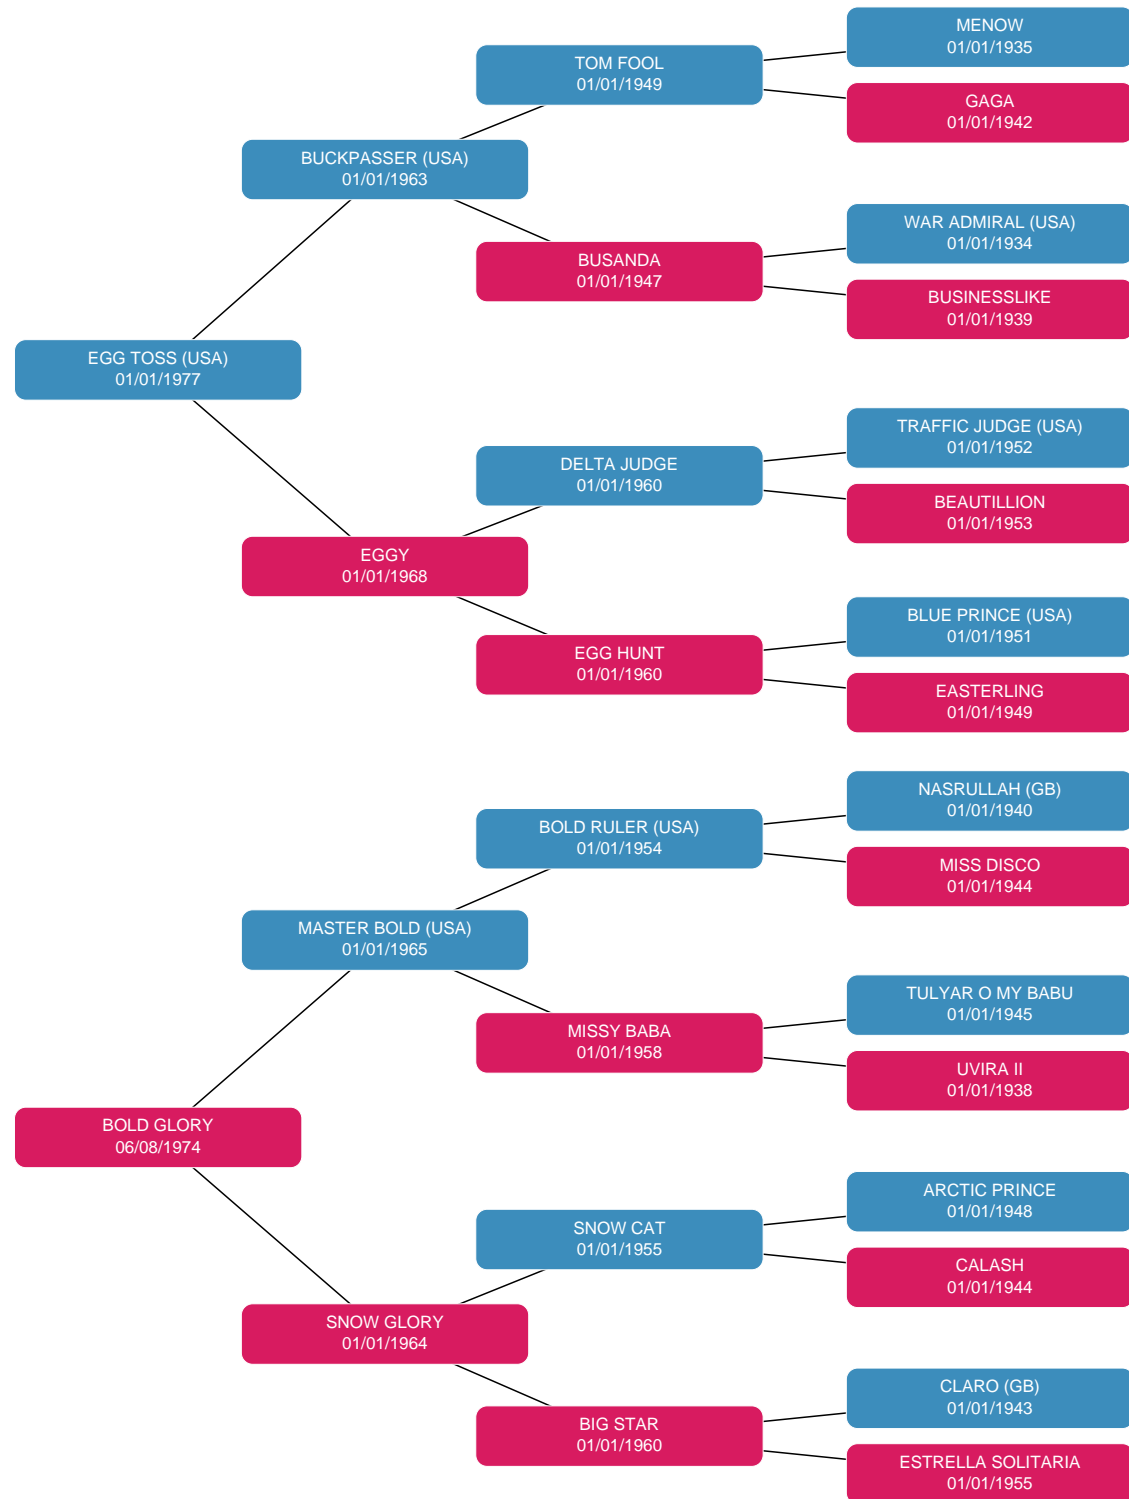 MENOW
01/01/1935
TOM FOOL
01/01/1949
GAGA
01/01/1942
BUCKPASSER (USA)
01/01/1963
WAR ADMIRAL (USA)
01/01/1934
BUSANDA
01/01/1947
BUSINESSLIKE
01/01/1939
EGG TOSS (USA)
01/01/1977
TRAFFIC JUDGE (USA)
01/01/1952
DELTA JUDGE
01/01/1960
BEAUTILLION
01/01/1953
EGGY
01/01/1968
BLUE PRINCE (USA)
01/01/1951
EGG HUNT
01/01/1960
EASTERLING
01/01/1949
NASRULLAH (GB)
01/01/1940
BOLD RULER (USA)
01/01/1954
MISS DISCO
01/01/1944
MASTER BOLD (USA)
01/01/1965
TULYAR O MY BABU
01/01/1945
MISSY BABA
01/01/1958
UVIRA II
01/01/1938
BOLD GLORY
06/08/1974
ARCTIC PRINCE
01/01/1948
SNOW CAT
01/01/1955
CALASH
01/01/1944
SNOW GLORY
01/01/1964
CLARO (GB)
01/01/1943
BIG STAR
01/01/1960
ESTRELLA SOLITARIA
01/01/1955